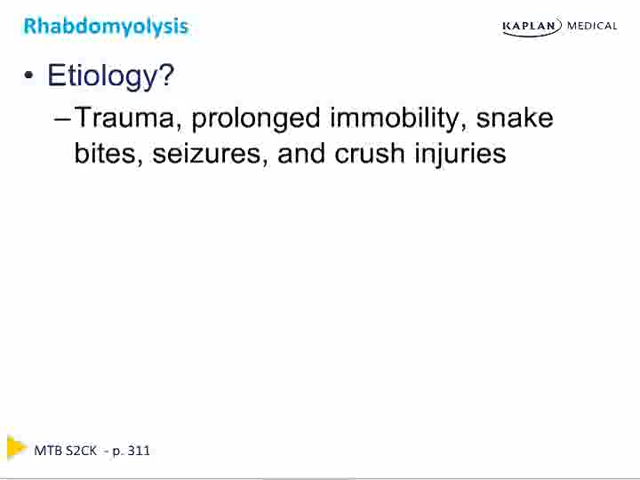 Rhabdomyolysis
KAPLAN MEDICAL
• Etiology?
–Trauma, prolonged immobility, snake
bites, seizures, and crush injuries
MTB S2CK - p. 311